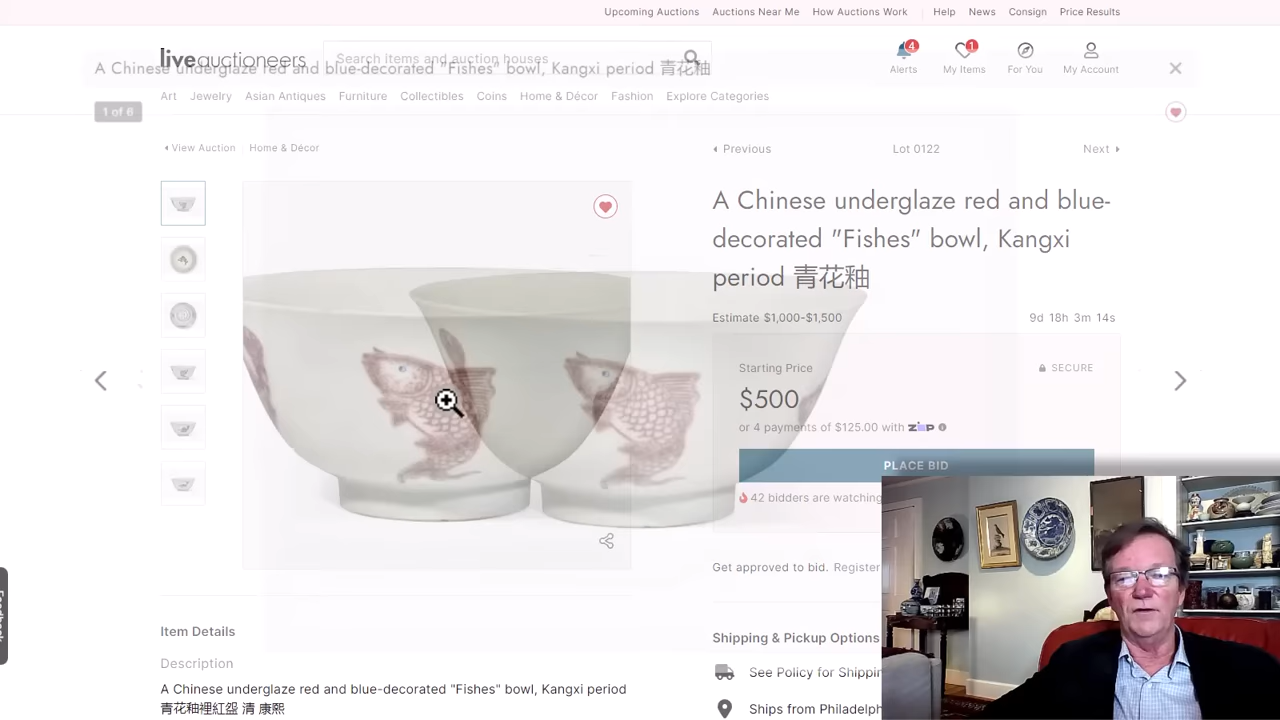 Upcoming Auctions Auctions Near Me How Auctions Work Help News Consign Price Results
liveauctioneers
Search items and auction houses
4
Alerts
1
My Items
For You
My Account
A Chinese underglaze red and blue-decorated "Fishes" bowl, Kangxi period 青花釉
Art Jewelry Asian Antiques Furniture Collectibles Coins Home & Décor Fashion Explore Categories
1 of 6
View Auction Home & Décor
Previous Lot 0122 Next
A Chinese underglaze red and blue-
decorated "Fishes" bowl, Kangxi
period 青花釉
Estimate $1,000-$1,500 9d 18h 3m 14s
Starting Price SECURE
$500
or 4 payments of $125.00 with ZIP
PLACE BID
42 bidders are watching
Get approved to bid. Register
Item Details
Description
A Chinese underglaze red and blue-decorated "Fishes" bowl, Kangxi period
青花釉裡紅盌 清 康熙
Shipping & Pickup Options
See Policy for Shippin
Ships from Philadelph